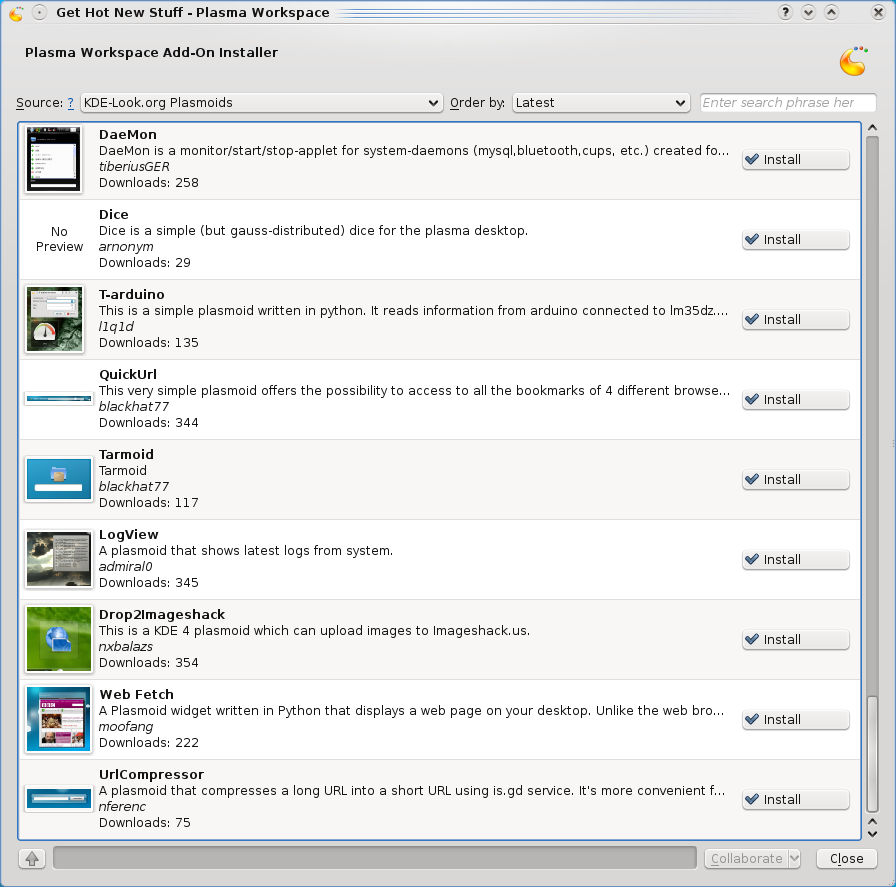 Get Hot New Stuff - Plasma Workspace
Plasma Workspace Add-On Installer
Source: ? KDE-Look.org Plasmoids Order by: Latest Enter search phrase her
DaeMon
DaeMon is a monitor/start/stop-applet for system-daemons (mysql,bluetooth,cups, etc.) created fo...
tiberiusGER
Downloads: 258
Install
No
Preview
Dice
Dice is a simple (but gauss-distributed) dice for the plasma desktop.
arnonym
Downloads: 29
Install
T-arduino
This is a simple plasmoid written in python. It reads information from arduino connected to lm35dz....
l1q1d
Downloads: 135
Install
QuickUrl
This very simple plasmoid offers the possibility to access to all the bookmarks of 4 different browse...
blackhat77
Downloads: 344
Install
Tarmoid
Tarmoid
blackhat77
Downloads: 117
Install
LogView
A plasmoid that shows latest logs from system.
admiral0
Downloads: 345
Install
Drop2Imageshack
This is a KDE 4 plasmoid which can upload images to Imageshack.us.
nxbalazs
Downloads: 354
Install
Web Fetch
A Plasmoid widget written in Python that displays a web page on your desktop. Unlike the web bro...
moofang
Downloads: 222
Install
UrlCompressor
A plasmoid that compresses a long URL into a short URL using is.gd service. It's more convenient f...
nferenc
Downloads: 75
Install
Collaborate Close